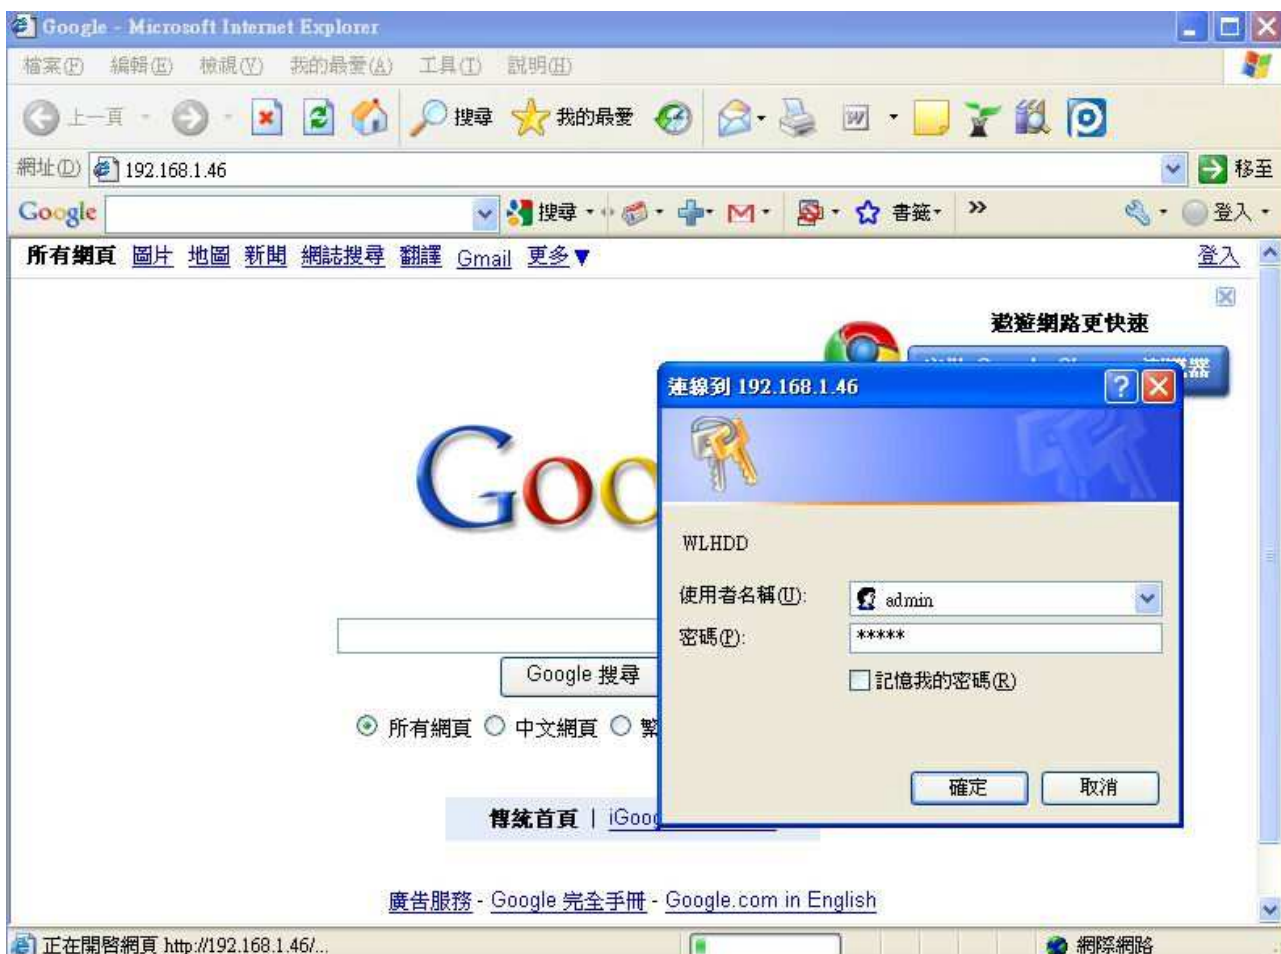 Google - Microsoft Internet Explorer
檔案(F) 編輯(E) 檢視(V) 我的最愛(A) 工具(T) 說明(H)
上一頁 搜尋 我的最愛
網址(D) 192.168.1.46 移至
Google 搜尋 書籤 » 登入
所有網頁 圖片 地圖 新聞 網誌搜尋 翻譯 Gmail 更多▼ 登入
遨遊網路更快速
連線到 192.168.1.46
Goo
WLHDD
使用者名稱(U): admin
密碼(P): *****
記憶我的密碼(R)
Google 搜尋
所有網頁 中文網頁
確定 取消
傳統首頁 | iGoo
廣告服務 - Google 完全手冊 - Google.com in English
正在開啟網頁 http://192.168.1.46/... 網際網路